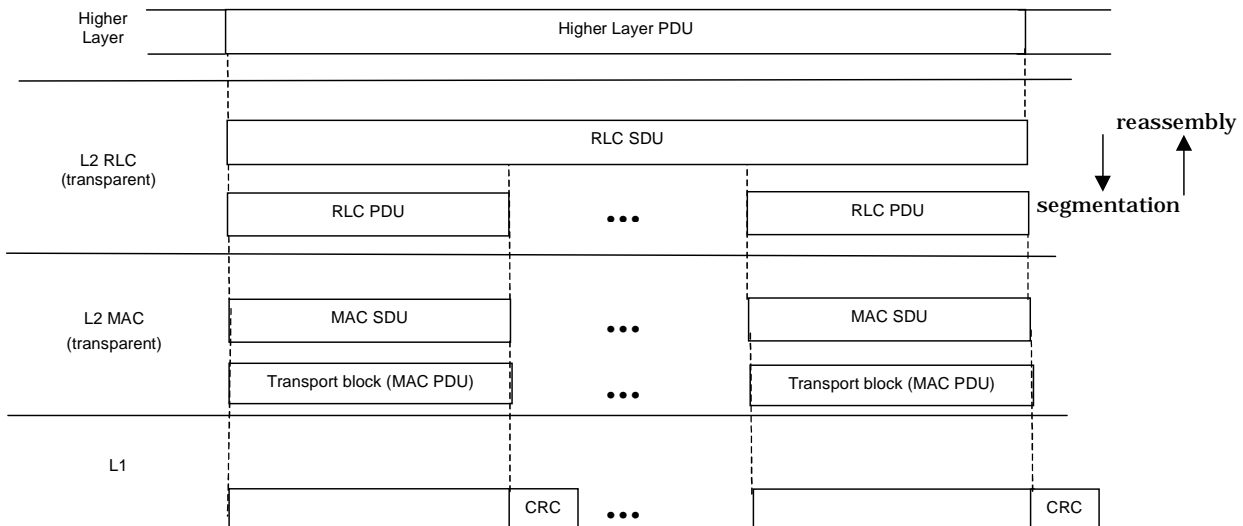 Higher
Layer
Higher Layer PDU
reassembly
RLC SDU
L2 RLC
(transparent)
RLC PDU
•••
RLC PDU
segmentation
L2 MAC
(transparent)
MAC SDU
•••
MAC SDU
Transport block (MAC PDU)
•••
Transport block (MAC PDU)
L1
CRC
•••
CRC